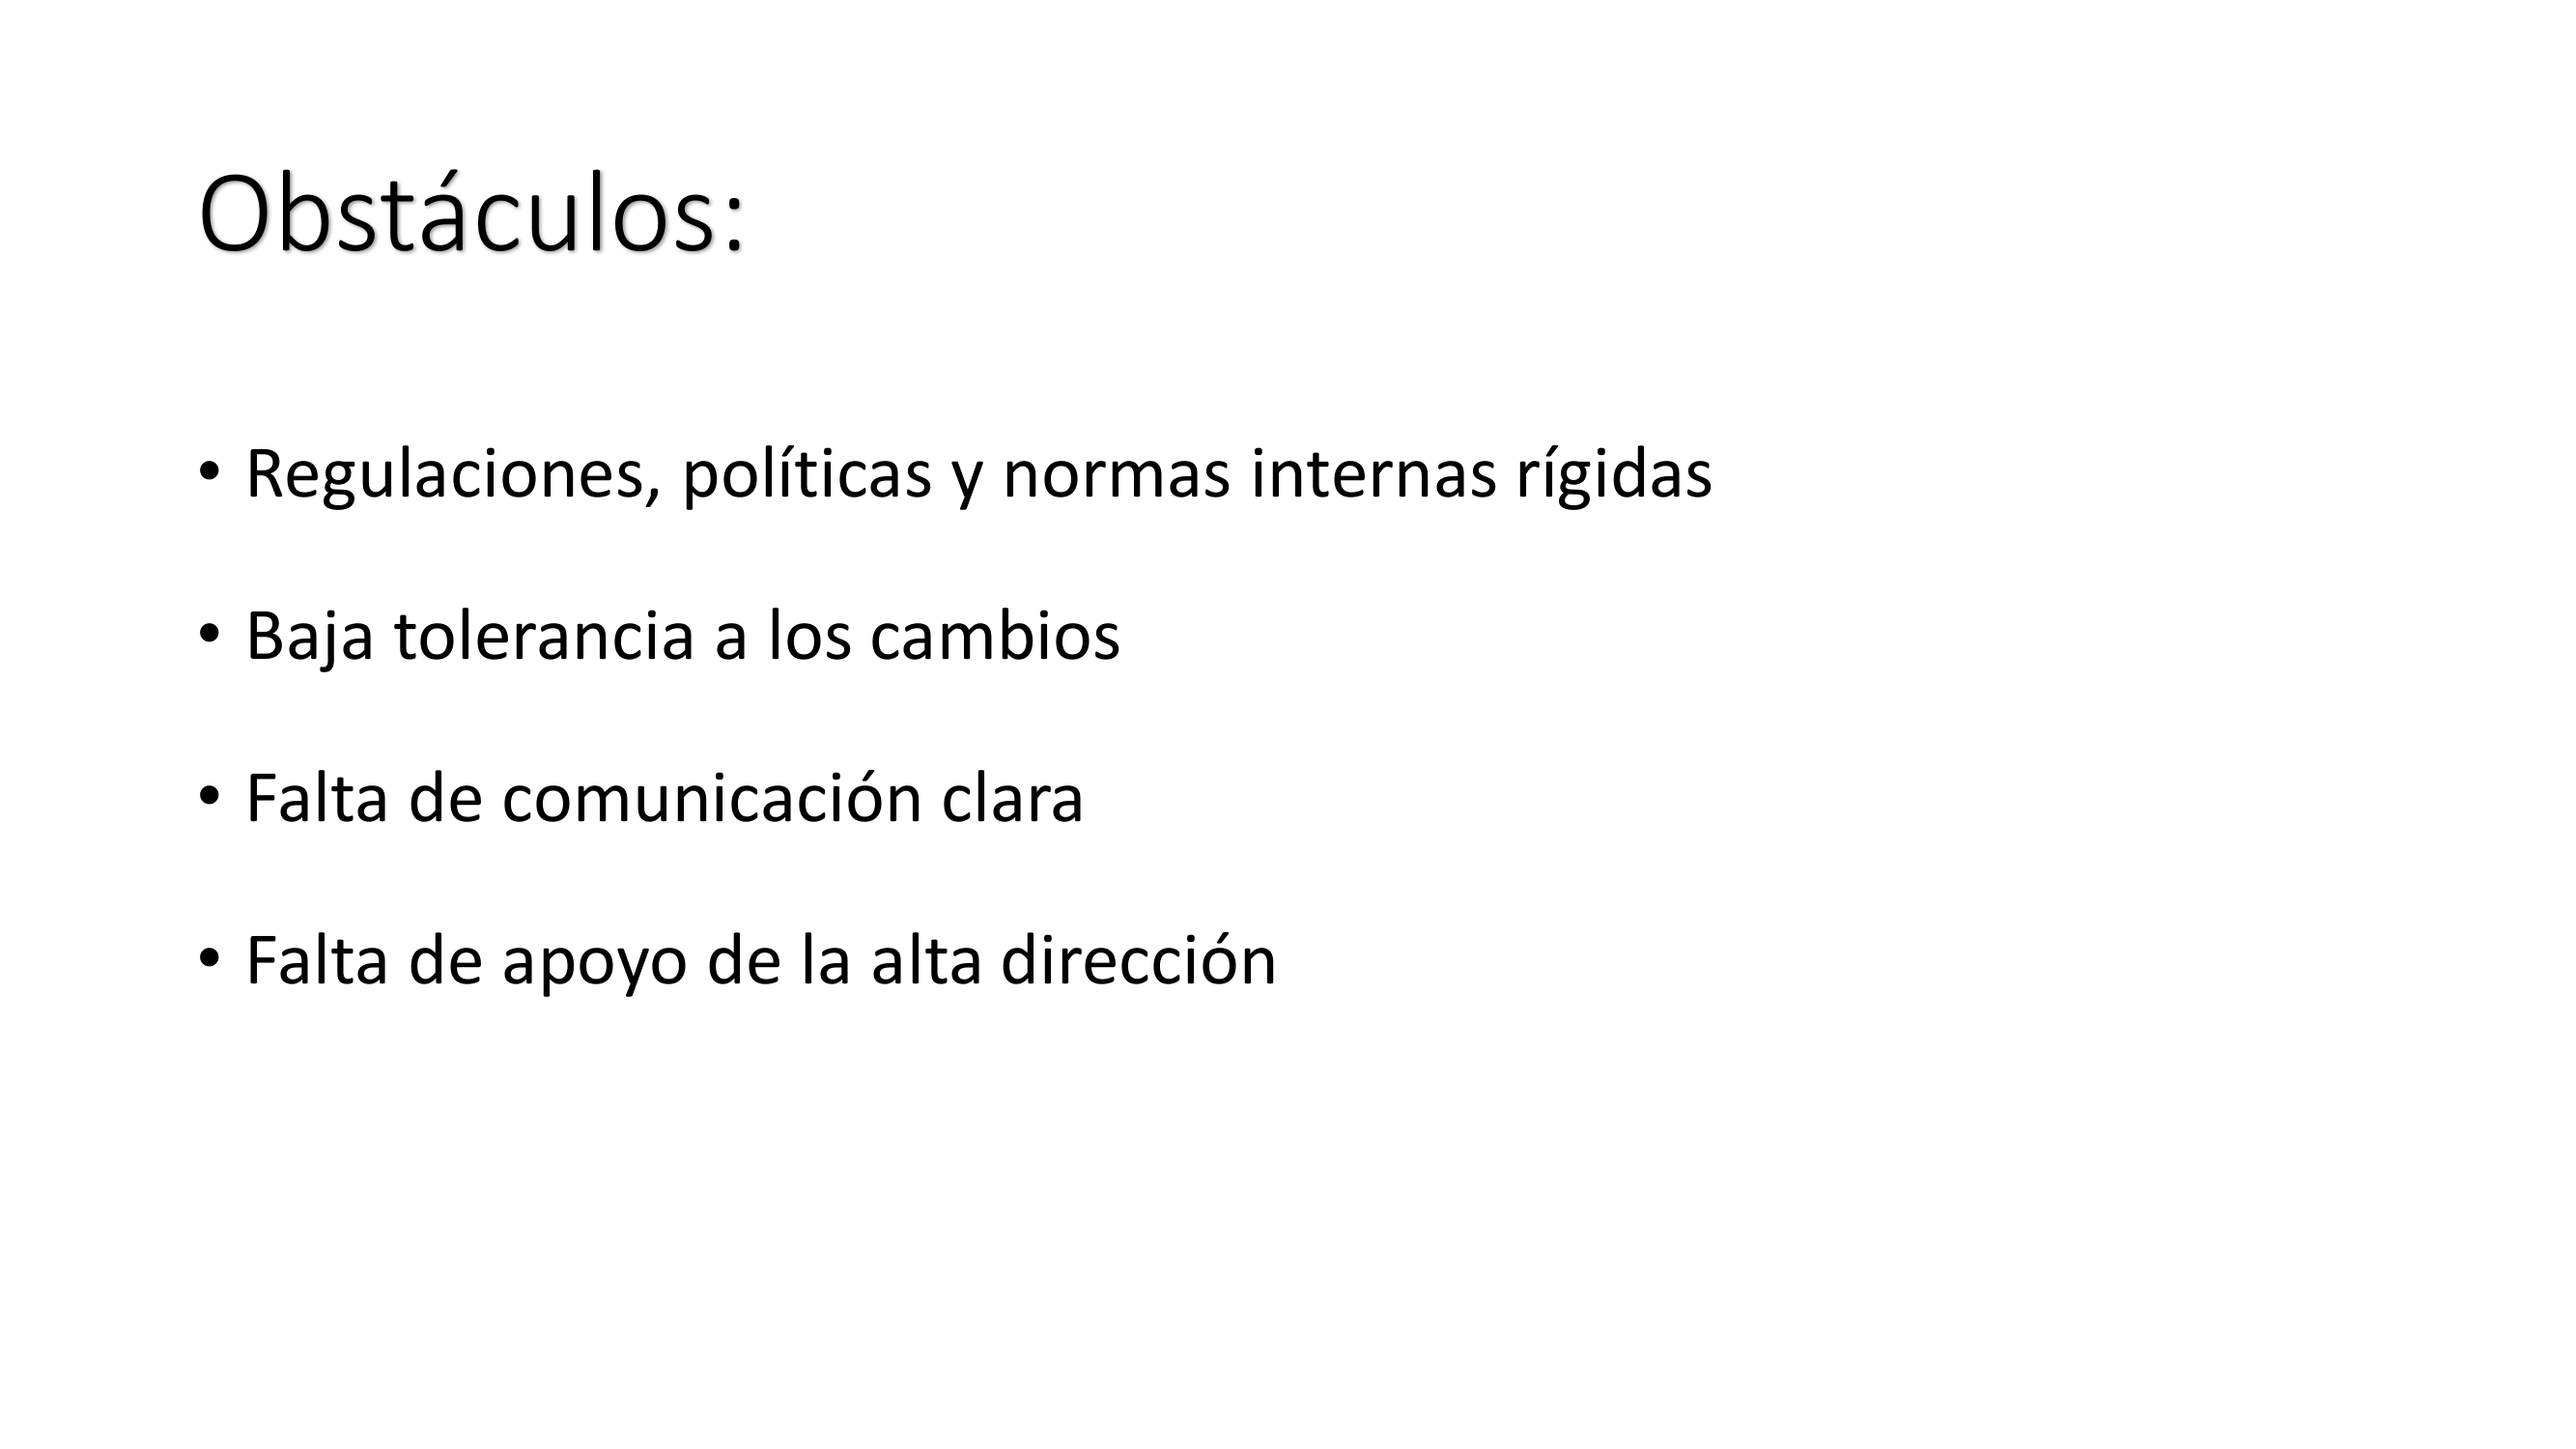 Obstáculos:
• Regulaciones, políticas y normas internas rígidas
• Baja tolerancia a los cambios
• Falta de comunicación clara
• Falta de apoyo de la alta dirección